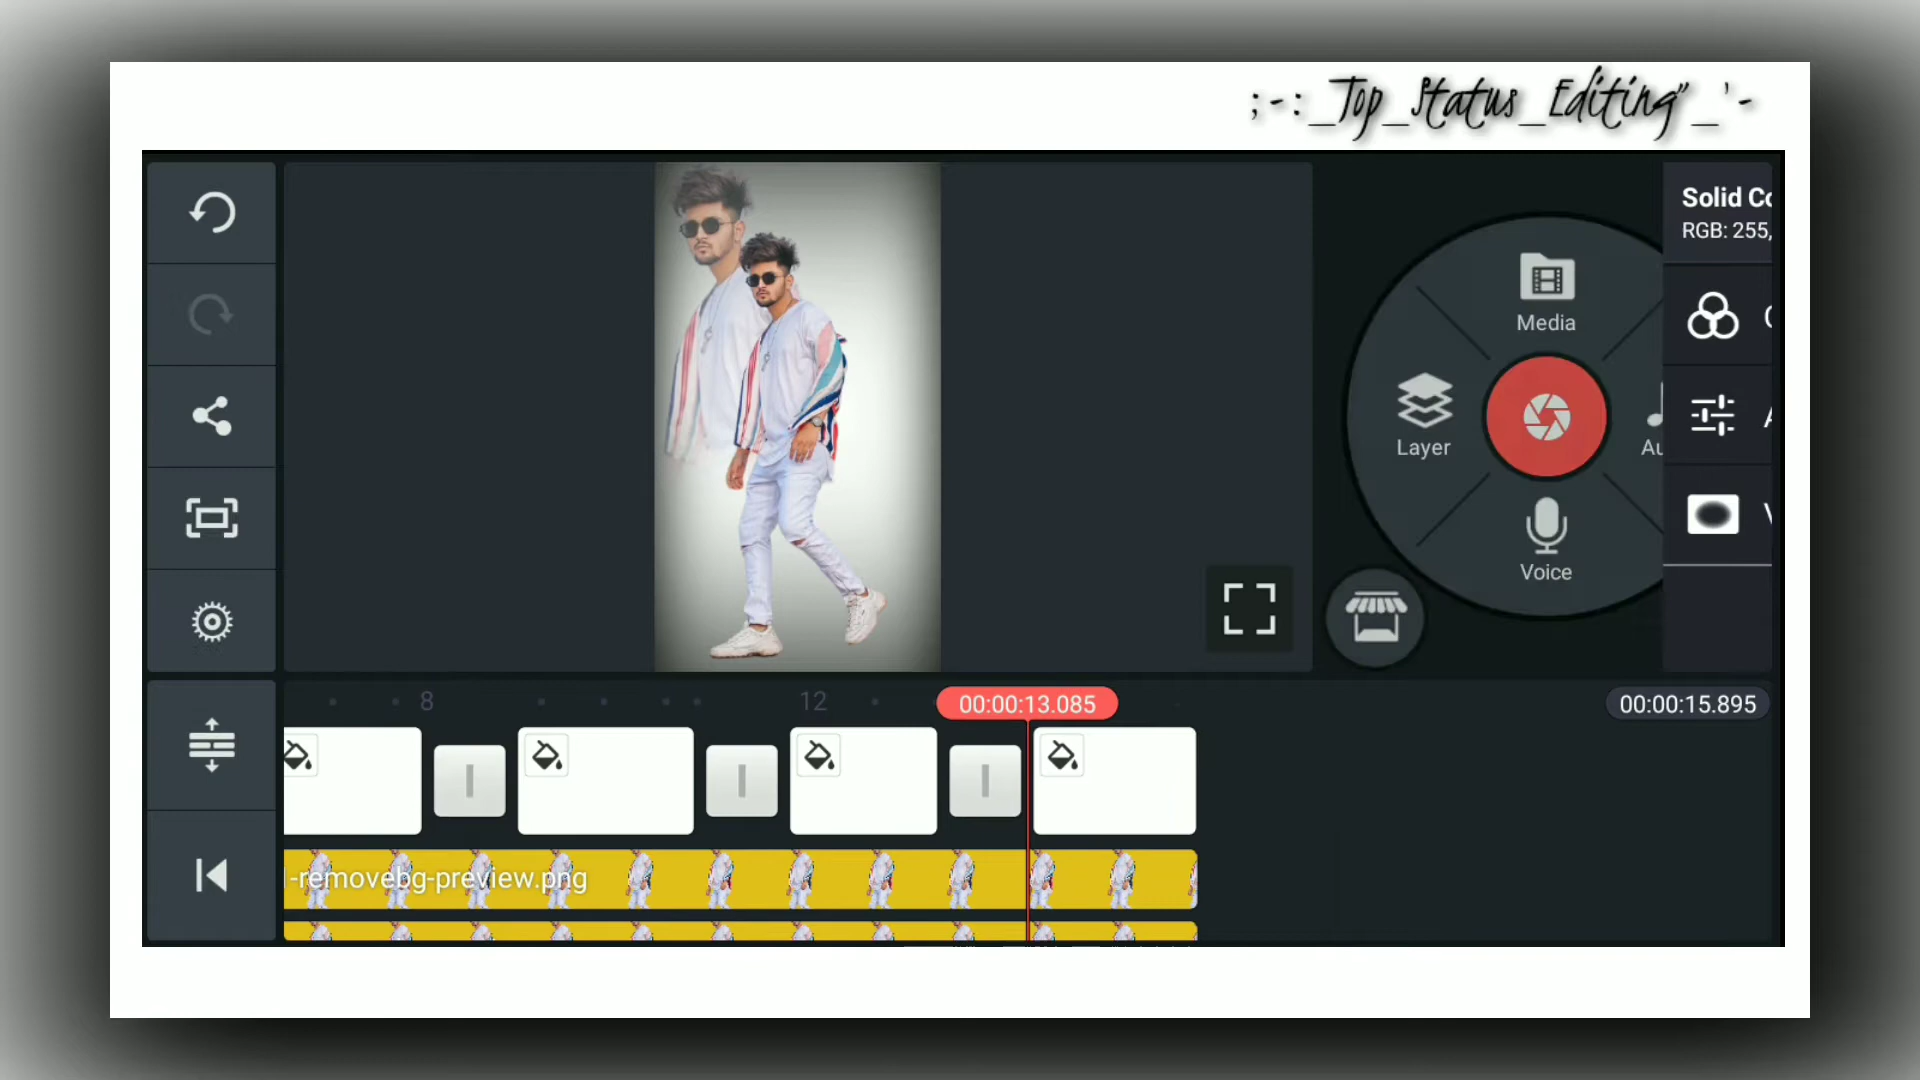 ;-:_Top_Status_Editing"_'-
Solid Co
RGB: 255,
Media
Layer
Au
Voice
8
12
00:00:13.085
00:00:15.895
-removebg-preview.png